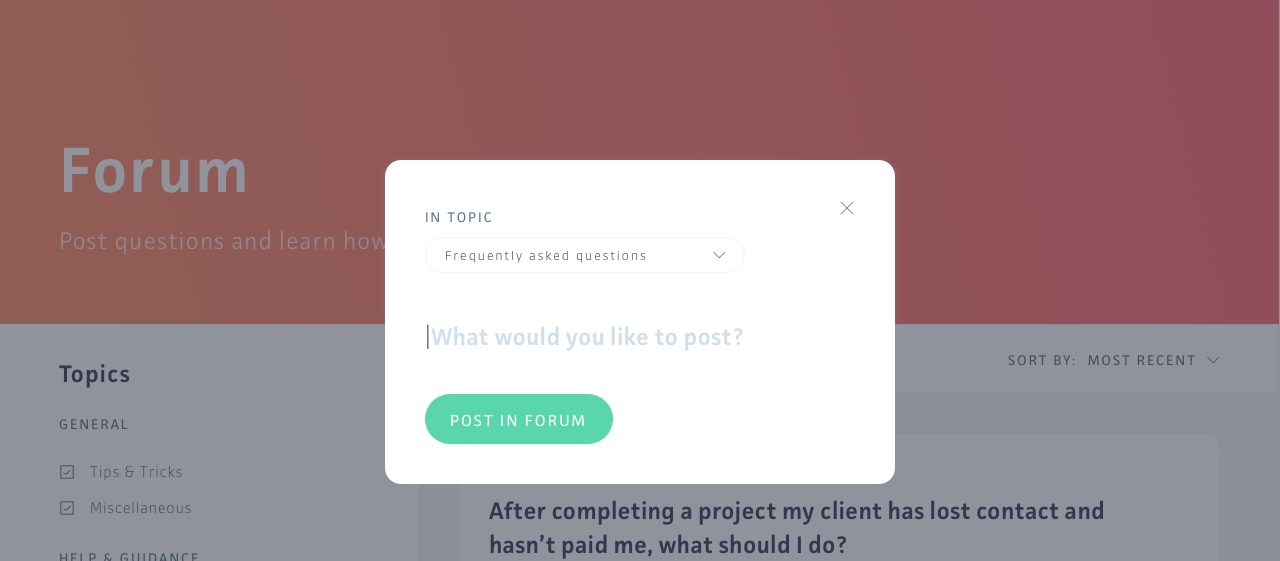 Forum
Post questions and learn how
IN TOPIC
Frequently asked questions
What would you like to post?
POST IN FORUM
Topics
GENERAL
Tips & Tricks
Miscellaneous
HELP & GUIDANCE
SORT BY: MOST RECENT
After completing a project my client has lost contact and
hasn’t paid me, what should I do?